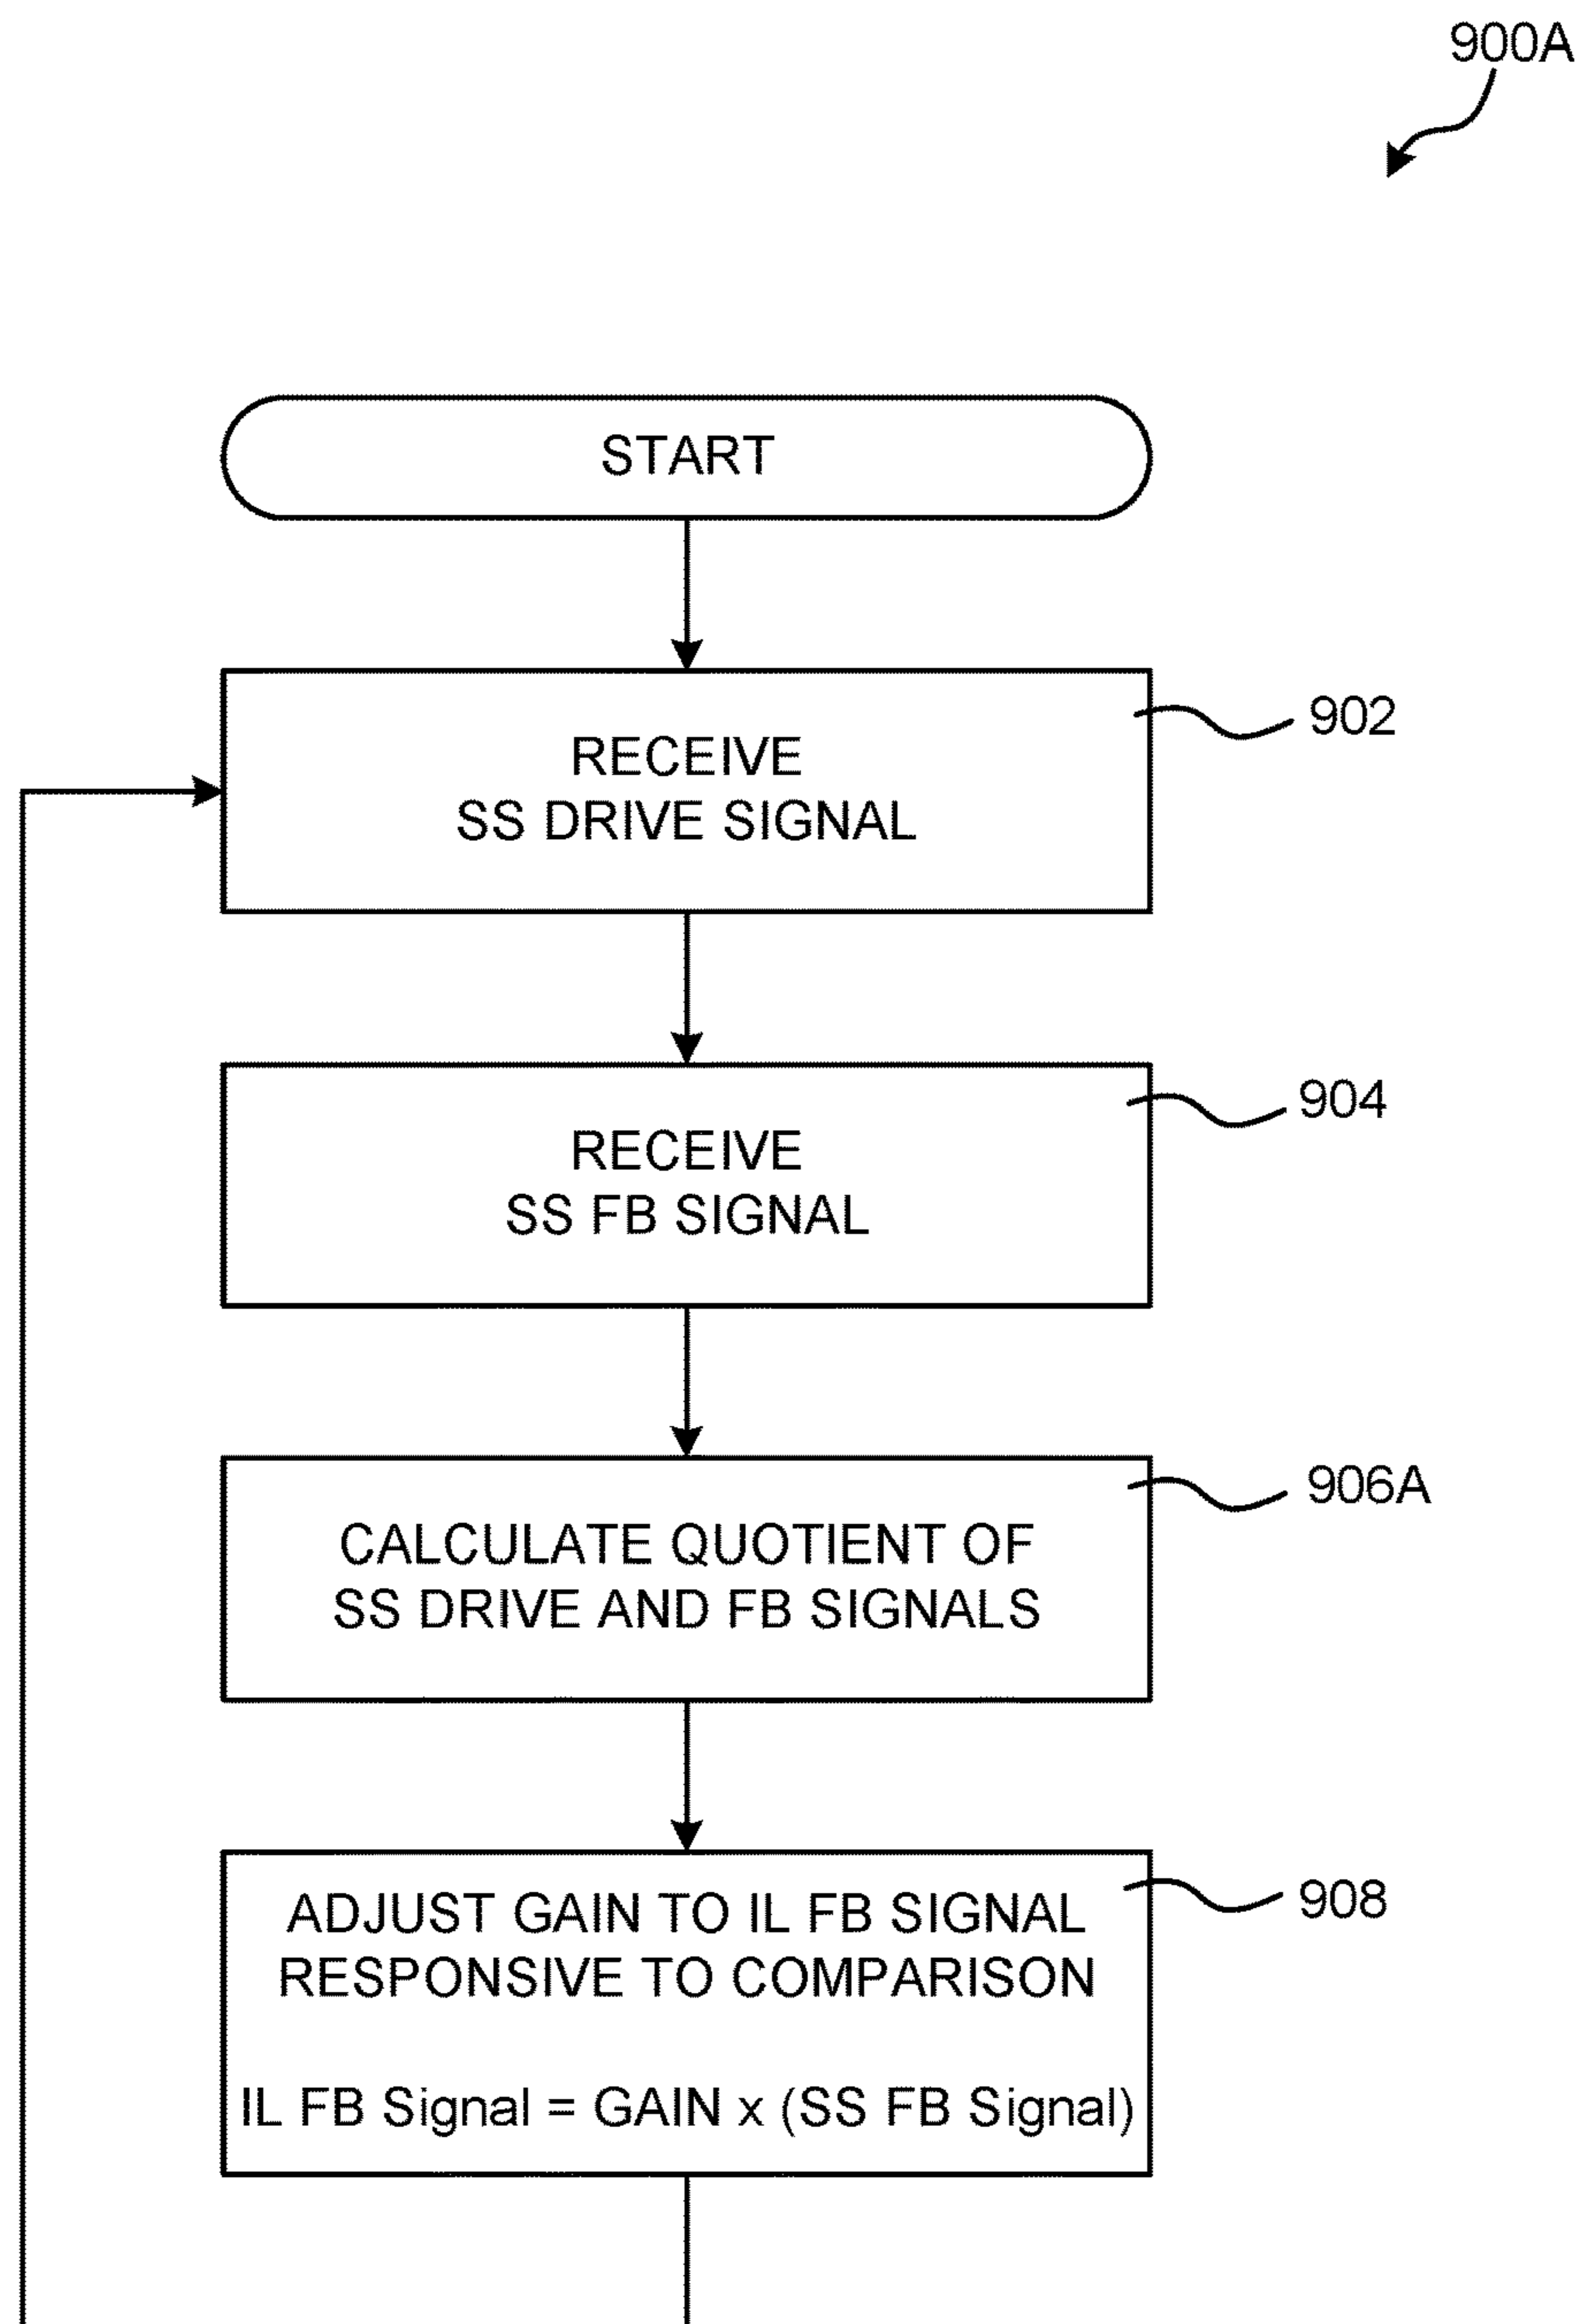 900A
START
RECEIVE
SS DRIVE SIGNAL
902
RECEIVE
SS FB SIGNAL
904
CALCULATE QUOTIENT OF
SS DRIVE AND FB SIGNALS
906A
ADJUST GAIN TO IL FB SIGNAL
RESPONSIVE TO COMPARISON
IL FB Signal = GAIN x (SS FB Signal)
908